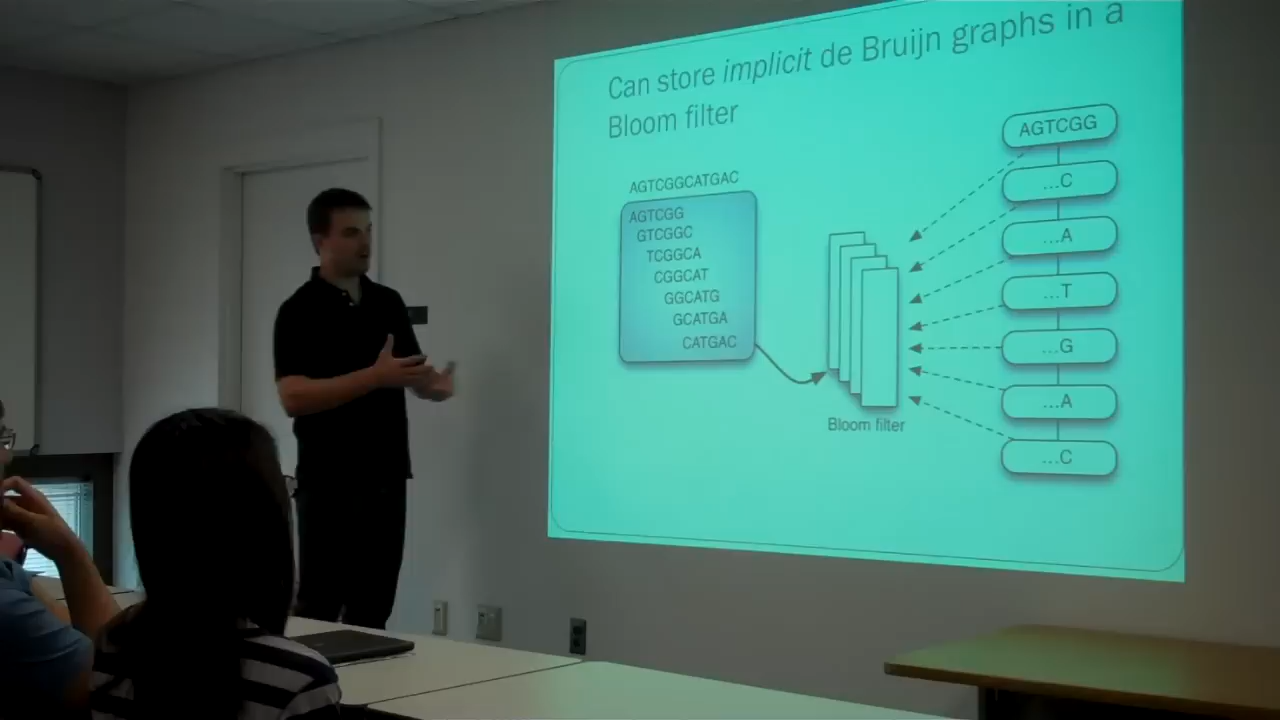 Can store implicit de Bruijn graphs in a
Bloom filter
AGTCGGCATGAC
AGTCGG
GTCGGC
TCGGCA
CGGCAT
GGCATG
GCATGA
CATGAC
Bloom filter
AGTCGG
...C
...A
...T
...G
...A
...C